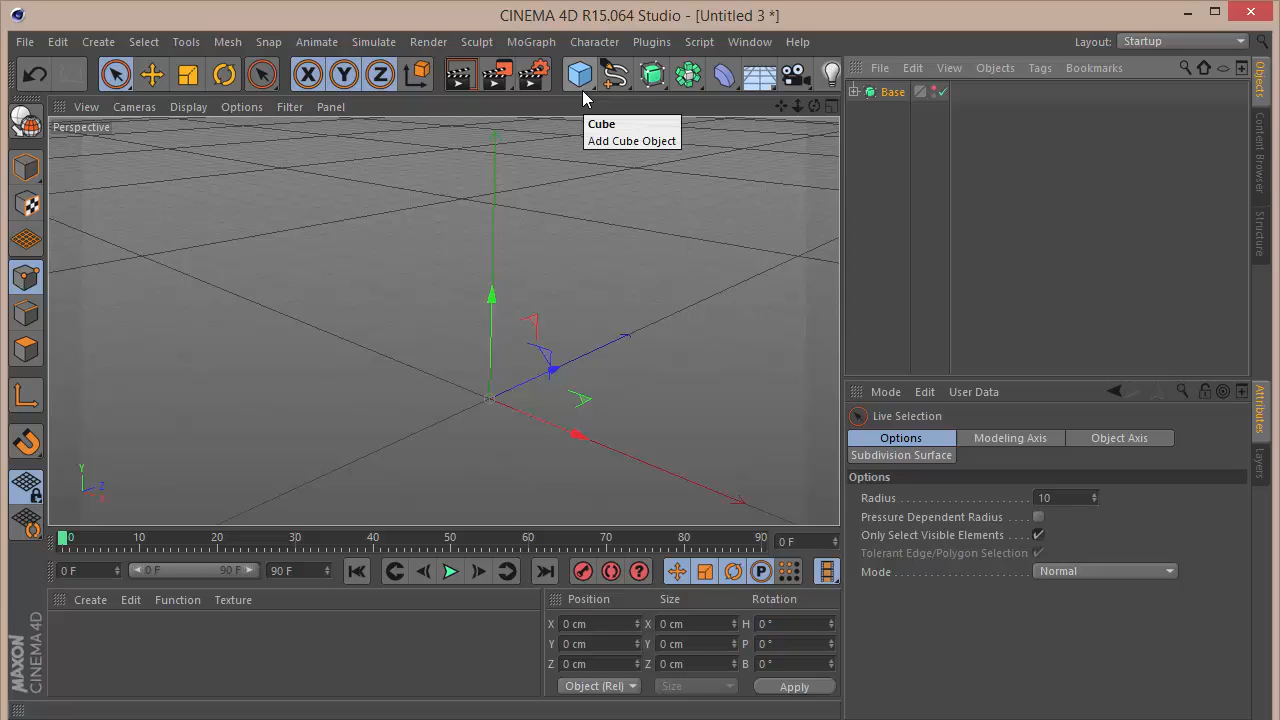 CINEMA 4D R15.064 Studio - [Untitled 3 *]
File Edit Create Select Tools Mesh Snap Animate Simulate Render Sculpt MoGraph Character Plugins Script Window Help Layout: Startup
X Y Z
File Edit View Objects Tags Bookmarks
View Cameras Display Options Filter Panel
Base
Perspective
Cube
Add Cube Object
Y
Z
X
Objects
Content Browser
Structure
Mode Edit User Data
Live Selection
Options Modeling Axis Object Axis
Subdivision Surface
Options
Radius 10
Pressure Dependent Radius
Only Select Visible Elements
Tolerant Edge/Polygon Selection
Mode Normal
Attributes
Layers
0 10 20 30 40 50 60 70 80 90 0 F
0 F 0 F 90 F 90 F
P
Create Edit Function Texture
Position Size Rotation
X 0 cm X 0 cm H 0 °
Y 0 cm Y 0 cm P 0 °
Z 0 cm Z 0 cm B 0 °
Object (Rel) Size Apply
MAXON
CINEMA 4D